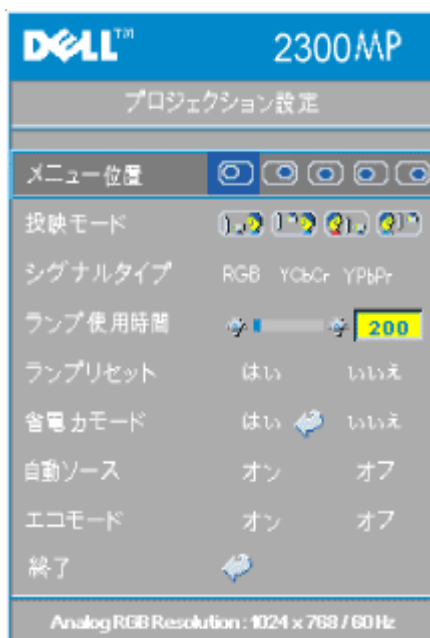 DELL™ 2300MP
プロジェクション設定
メニュー位置
投映モード
シグナルタイプ RGB YCbCr YPbPr
ランプ使用時間 200
ランプリセット はい いいえ
省電力モード はい いいえ
自動ソース オン オフ
エコモード オン オフ
終了
Analog RGB Resolution : 1024 x 768 / 60 Hz